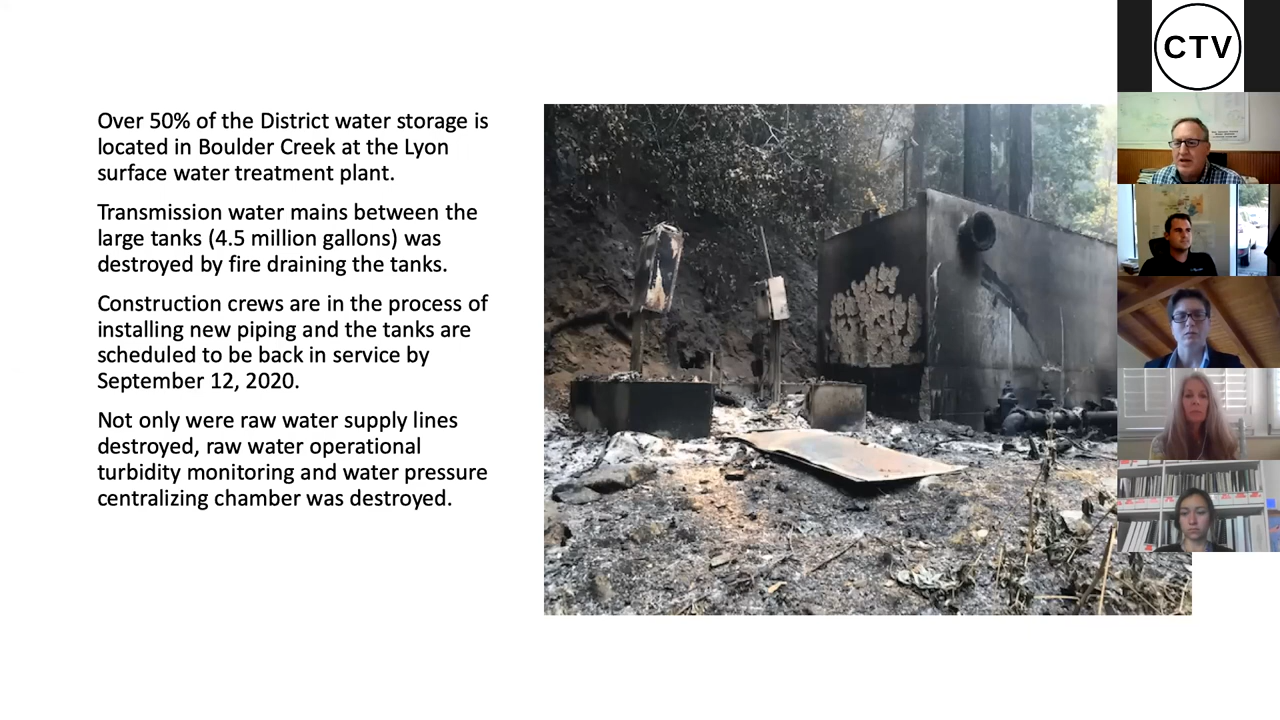 Over 50% of the District water storage is
located in Boulder Creek at the Lyon
surface water treatment plant.
Transmission water mains between the
large tanks (4.5 million gallons) was
destroyed by fire draining the tanks.
Construction crews are in the process of
installing new piping and the tanks are
scheduled to be back in service by
September 12, 2020.
Not only were raw water supply lines
destroyed, raw water operational
turbidity monitoring and water pressure
centralizing chamber was destroyed.
CTV